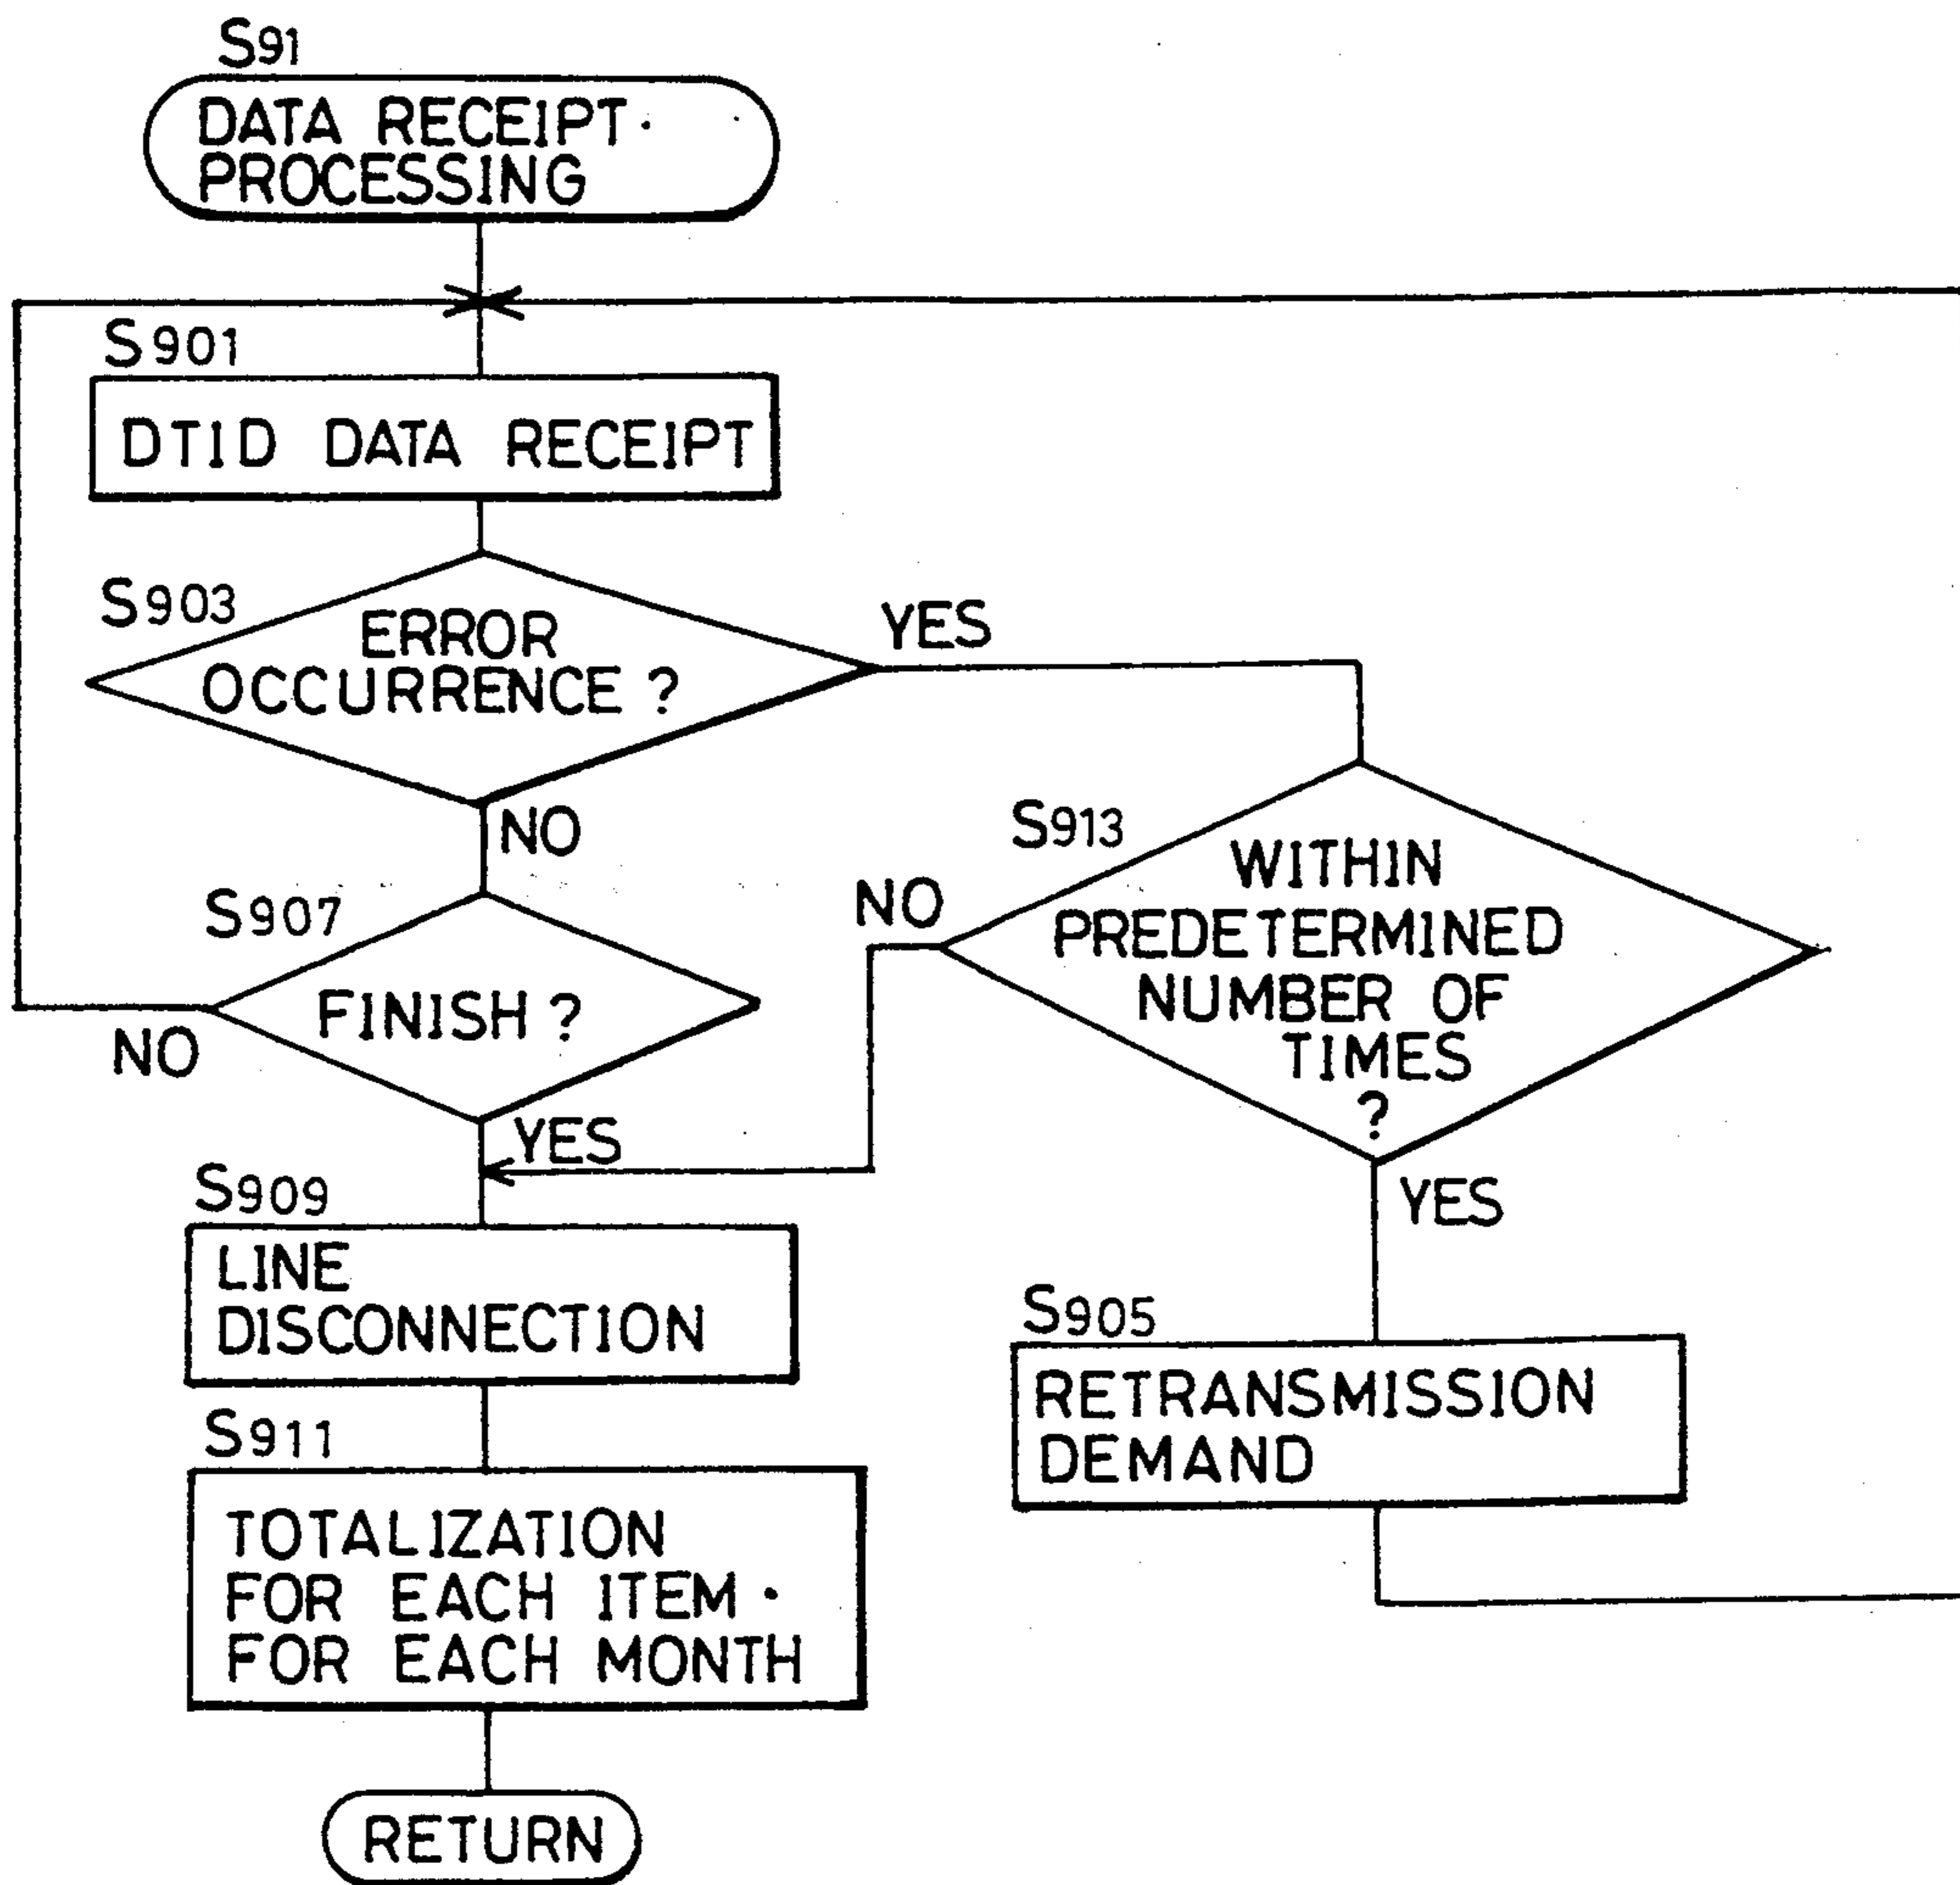 S91
DATA RECEIPT·
PROCESSING
S901
DTID DATA RECEIPT
S903
ERROR
OCCURRENCE ?
YES
NO
S913
WITHIN
PREDETERMINED
NUMBER OF
TIMES
?
NO
YES
S907
FINISH ?
NO
YES
S909
LINE
DISCONNECTION
S905
RETRANSMISSION
DEMAND
S911
TOTALIZATION
FOR EACH ITEM ·
FOR EACH MONTH
RETURN